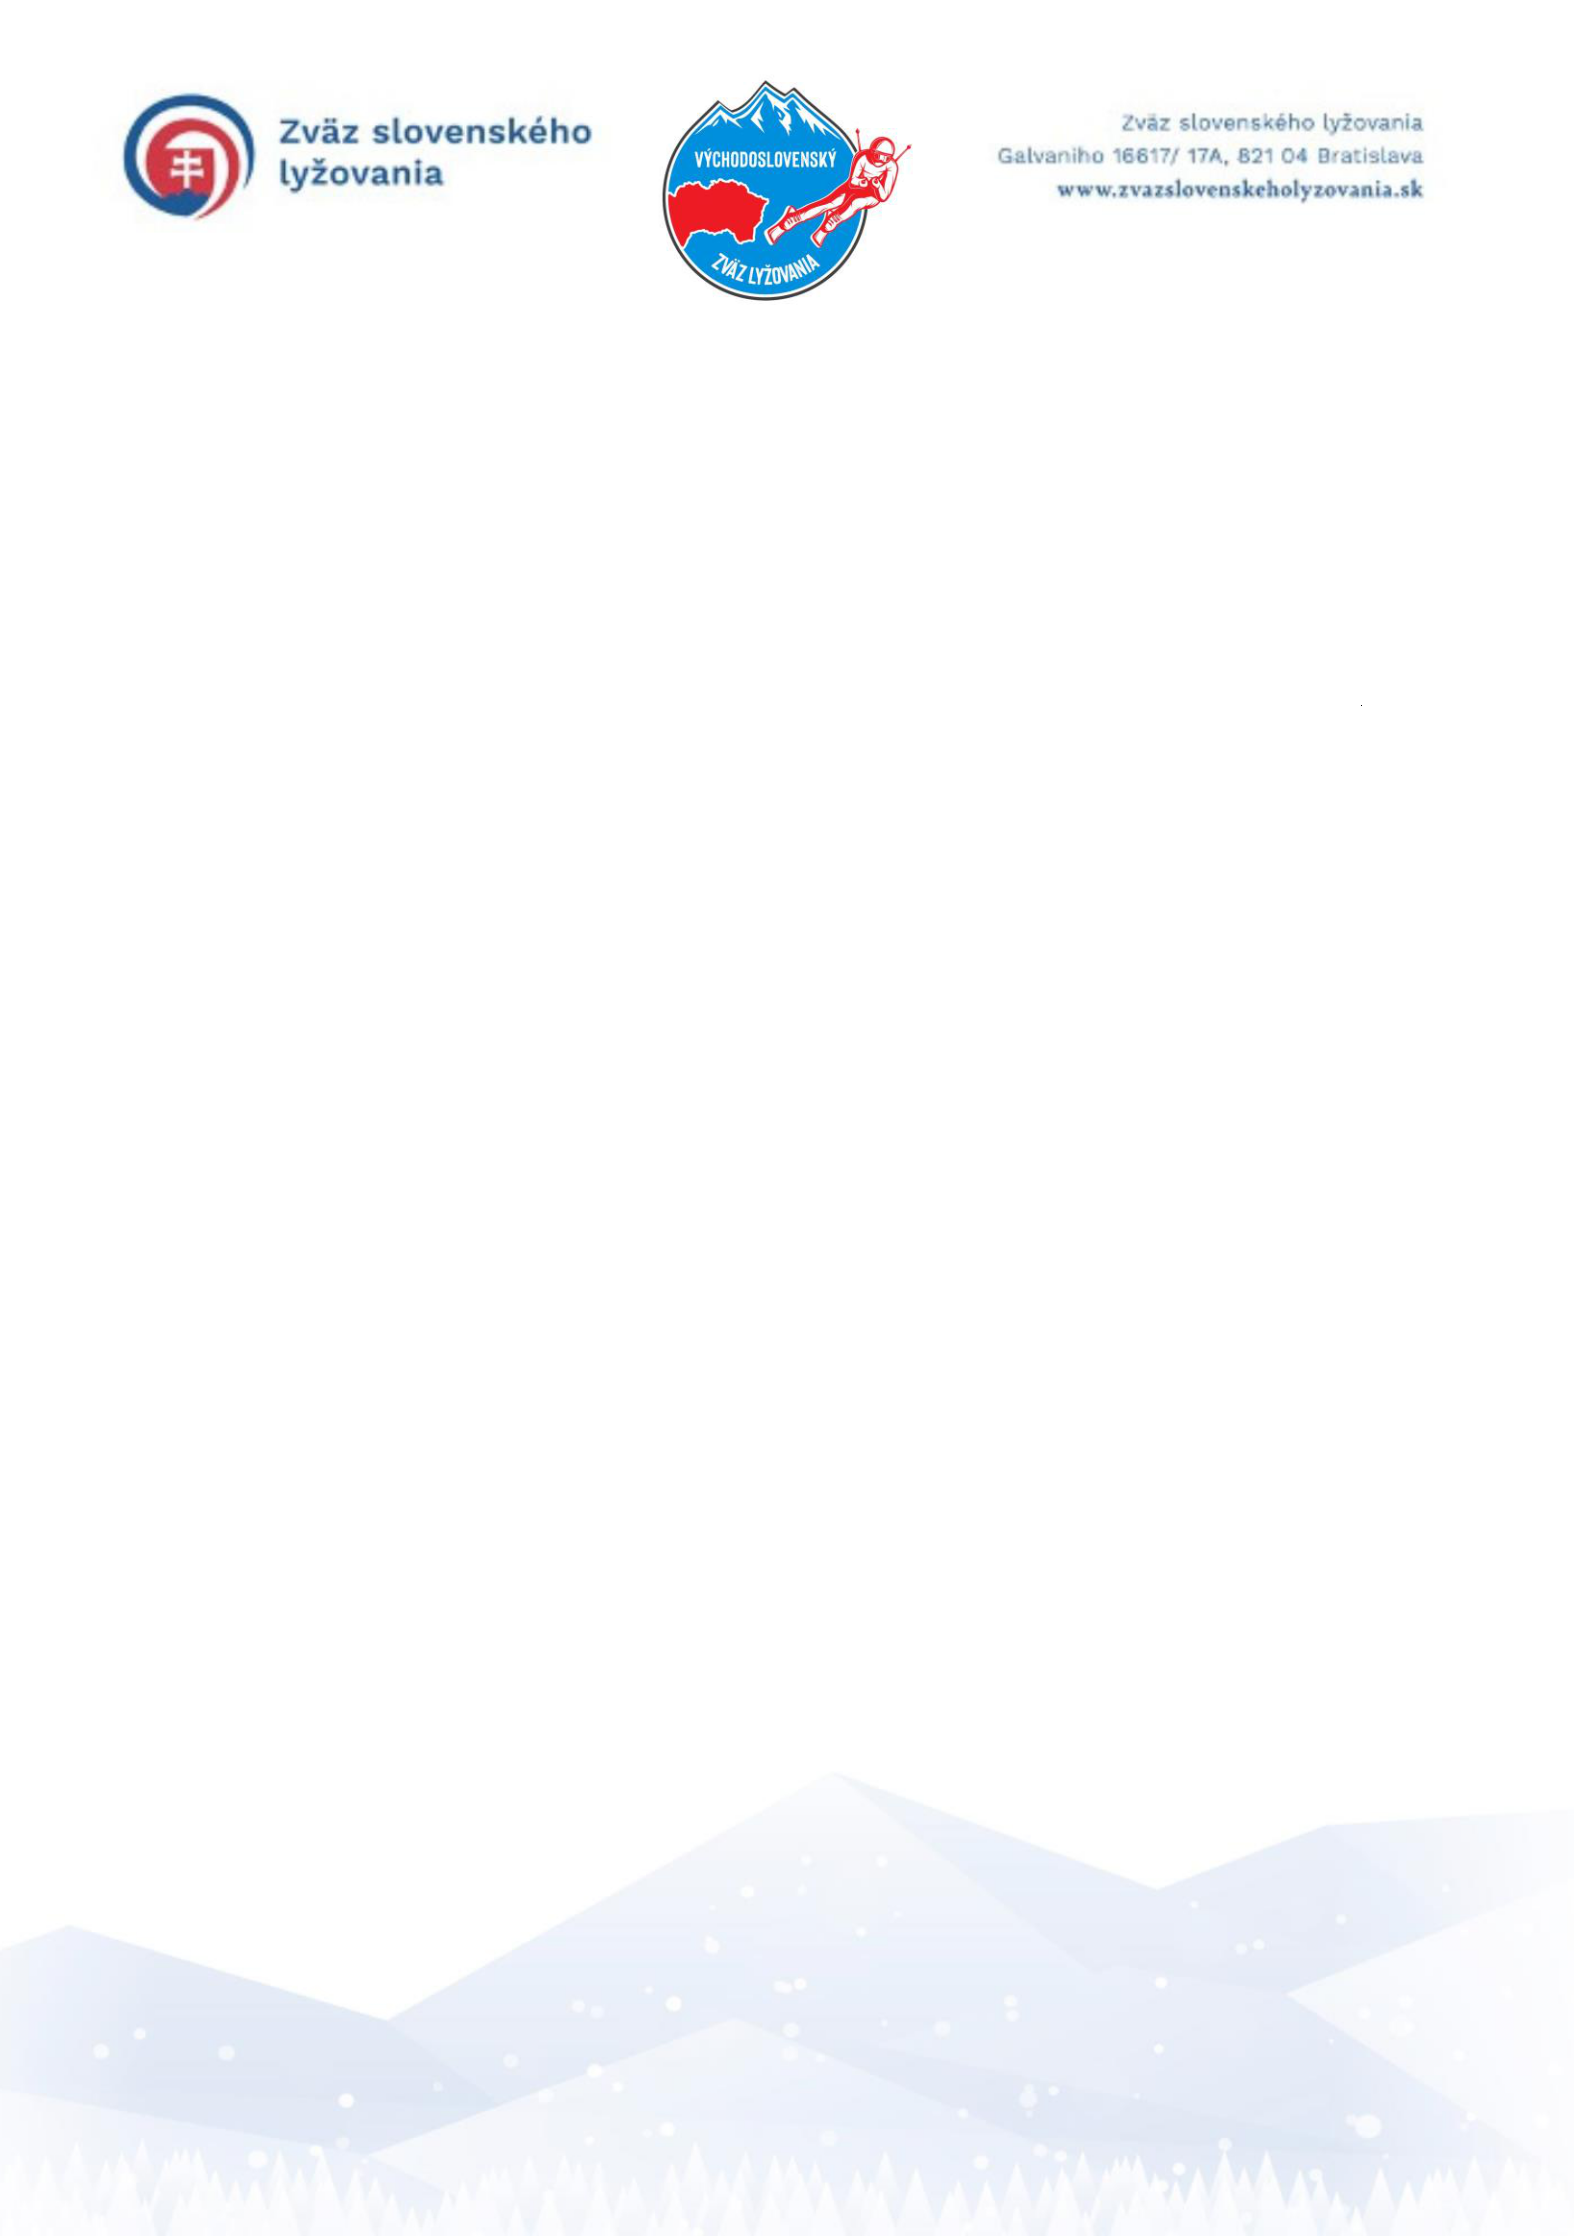 Zväz slovenského
lyžovania
VÝCHODOSLOVENSKÝ
ZVÄZ LYŽOVANIA
Zväz slovenského lyžovania
Galvaniho 16617/ 17A, 821 04 Bratislava
www.zvazslovenskeholyzovania.sk